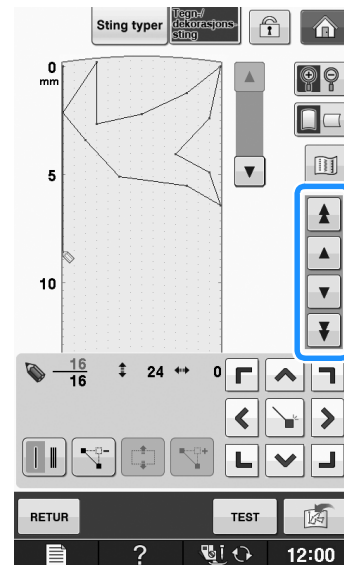 Sting typer
Tegn-/
dekorasjons-
sting
0
mm
5
10
16
16
24
0
RETUR
TEST
?
12:00